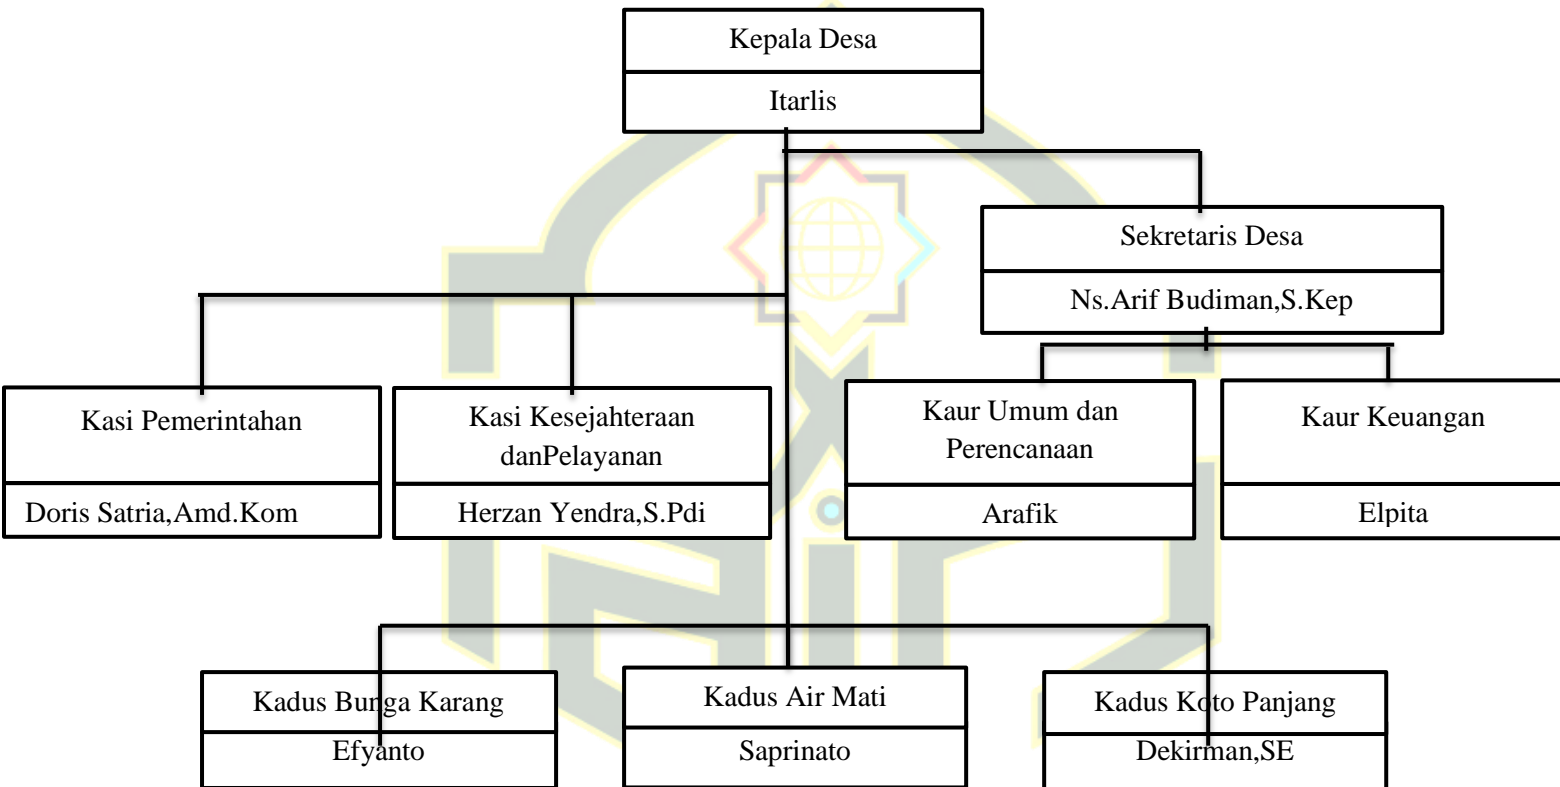 Kepala Desa
Itarlis
Sekretaris Desa
Ns.Arif Budiman,S.Kep
Kasi Pemerintahan
Doris Satria,Amd.Kom
Kasi Kesejahteraan
danPelayanan
Herzan Yendra,S.Pdi
Kaur Umum dan
Perencanaan
Arafik
Kaur Keuangan
Elpita
Kadus Bunga Karang
Efyanto
Kadus Air Mati
Saprinato
Kadus Koto Panjang
Dekirman,SE